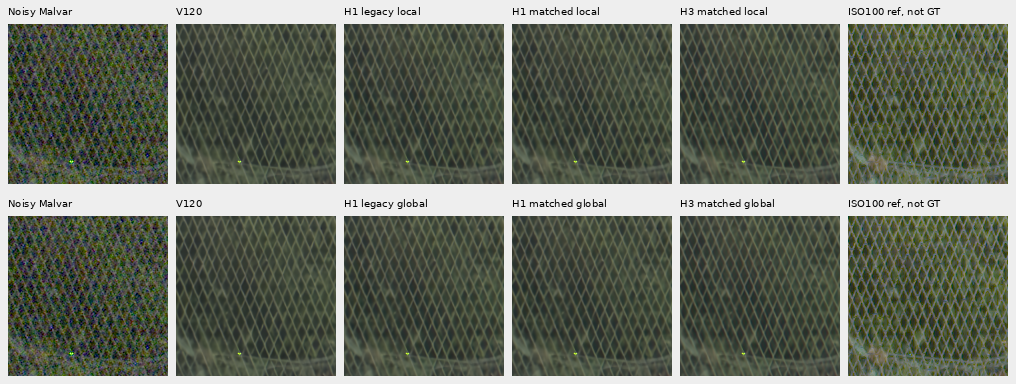 Noisy Malvar V120 H1 legacy local H1 matched local H3 matched local ISO100 ref, not GT
Noisy Malvar V120 H1 legacy global H1 matched global H3 matched global ISO100 ref, not GT